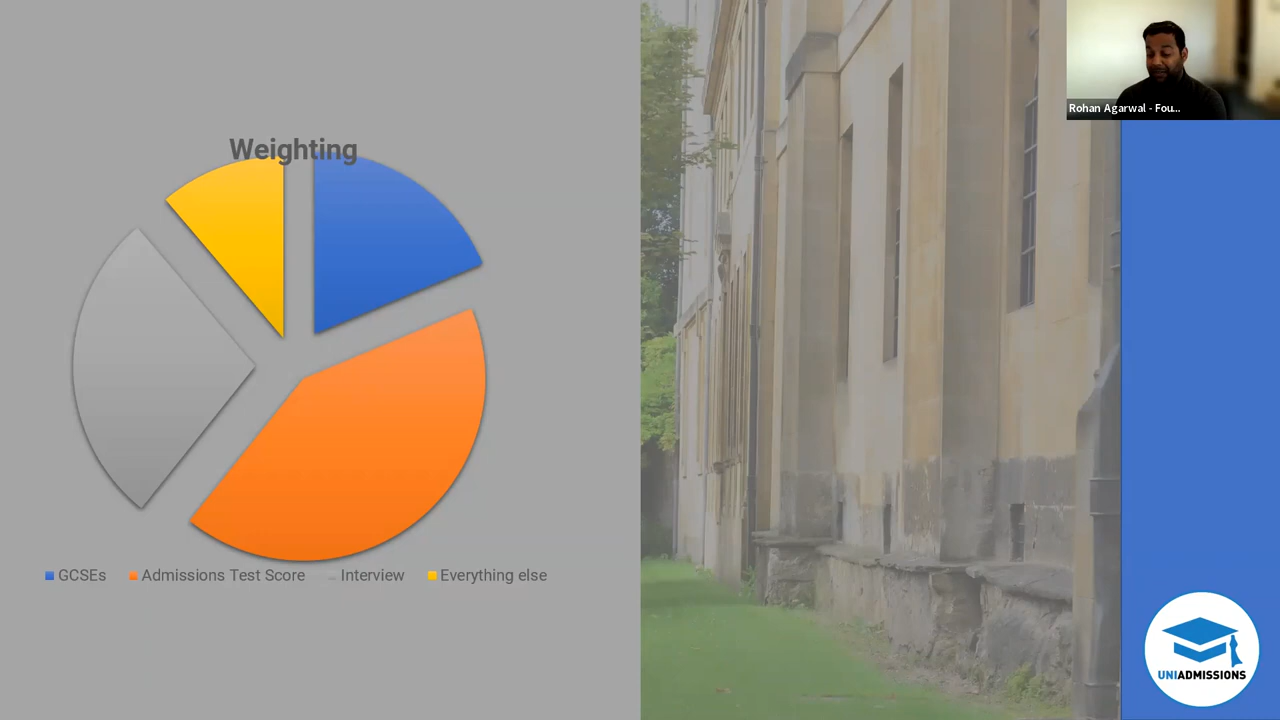 Rohan Agarwal - Fou...
Weighting
GCSEs Admissions Test Score Interview Everything else
UNIADMISSIONS